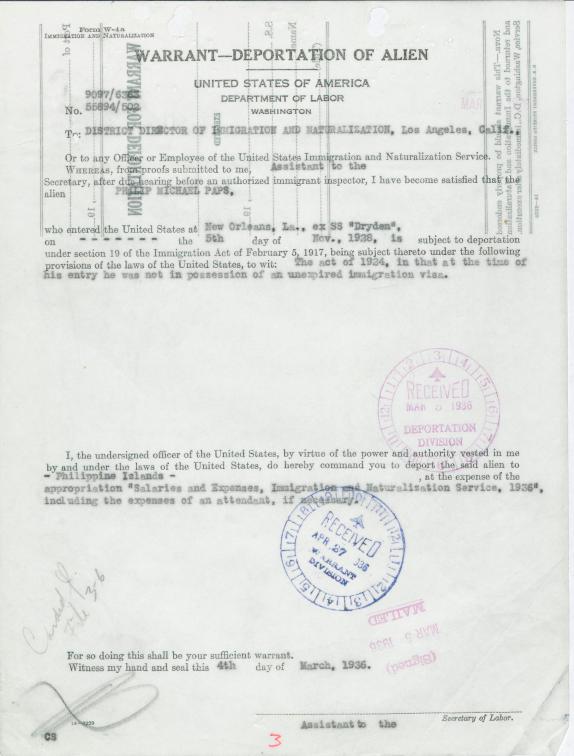 Form W-4a
IMMIGRATION AND NATURALIZATION
WARRANT—DEPORTATION OF ALIEN
UNITED STATES OF AMERICA
DEPARTMENT OF LABOR
WASHINGTON
No. 55894/502
To: DISTRICT DIRECTOR OF IMMIGRATION AND NATURALIZATION, Los Angeles, Calif.,
Or to any Officer or Employee of the United States Immigration and Naturalization Service.
WHEREAS, from proofs submitted to me, Assistant to the
Secretary, after due hearing before an authorized immigrant inspector, I have become satisfied that the
alien PHILIP MICHAEL PAPS,
who entered the United States at New Orleans, La., ex SS "Dryden",
on - - - - - - - the 5th day of Nov., 1928, is subject to deportation
under section 19 of the Immigration Act of February 5, 1917, being subject thereto under the following
provisions of the laws of the United States, to wit: The act of 1924, in that at the time of
his entry he was not in possession of an unexpired immigration visa.
RECEIVED
MAR 5 1936
DEPORTATION
DIVISION
I, the undersigned officer of the United States, by virtue of the power and authority vested in me
by and under the laws of the United States, do hereby command you to deport the said alien to
- Philippine Islands - , at the expense of the
appropriation "Salaries and Expenses, Immigration and Naturalization Service, 1936",
including the expenses of an attendant, if necessary.
RECEIVED
APR 27 1936
WARRANT
DIVISION
MAILED
MAR 5 1936
(Signed)
For so doing this shall be your sufficient warrant.
Witness my hand and seal this 4th day of March, 1936.
Secretary of Labor.
Assistant to the
CS
3